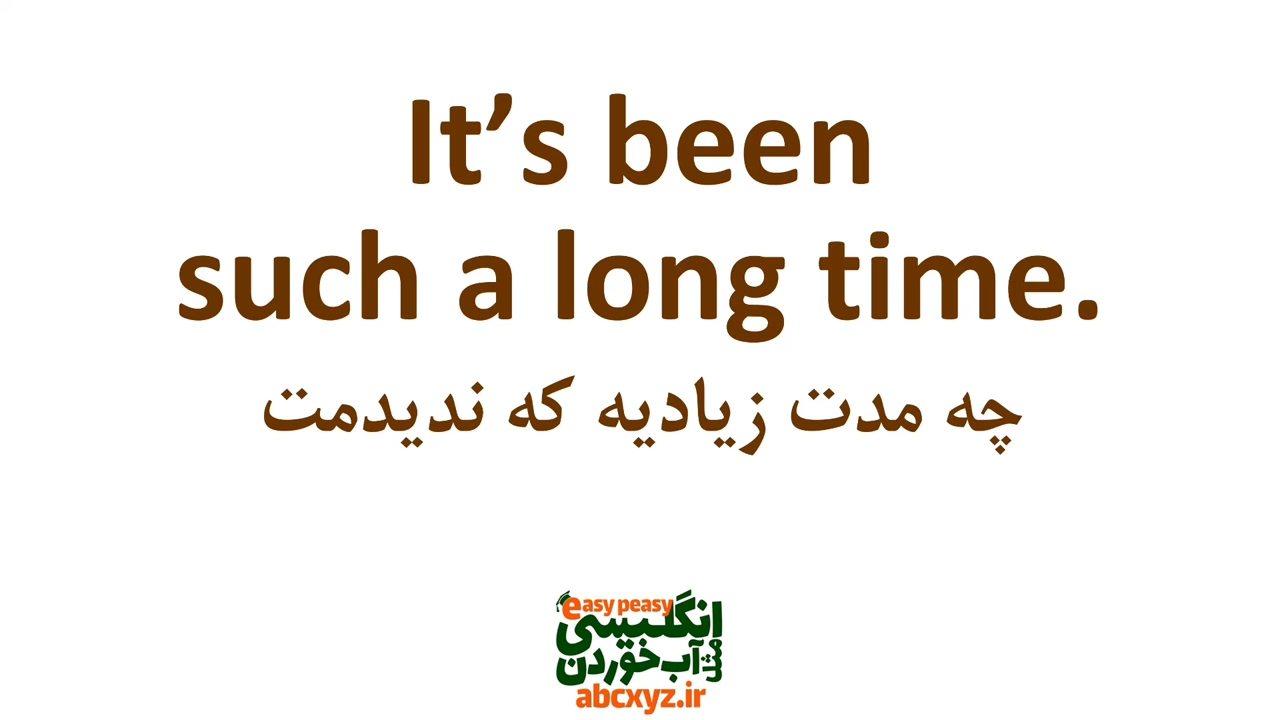 It’s been
such a long time.
چه مدت زیادیه که ندیدمت
easy peasy
انگلیسی
مثل آب خوردن
abcxyz.ir